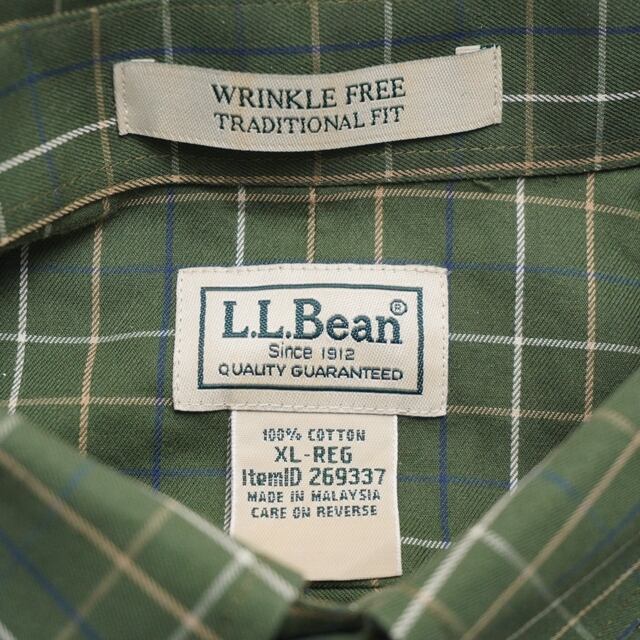 WRINKLE FREE
TRADITIONAL FIT
L.L.Bean®
Since 1912
QUALITY GUARANTEED
100% COTTON
XL-REG
ItemID 269337
MADE IN MALAYSIA
CARE ON REVERSE